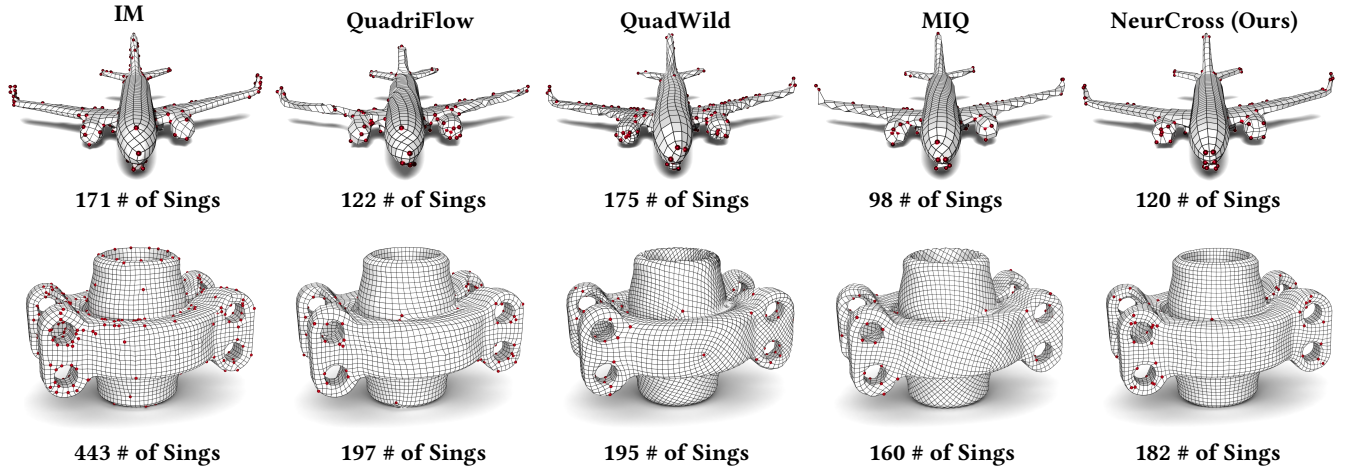 IM QuadriFlow QuadWild MIQ NeurCross (Ours)
171 # of Sings 122 # of Sings 175 # of Sings 98 # of Sings 120 # of Sings
443 # of Sings 197 # of Sings 195 # of Sings 160 # of Sings 182 # of Sings